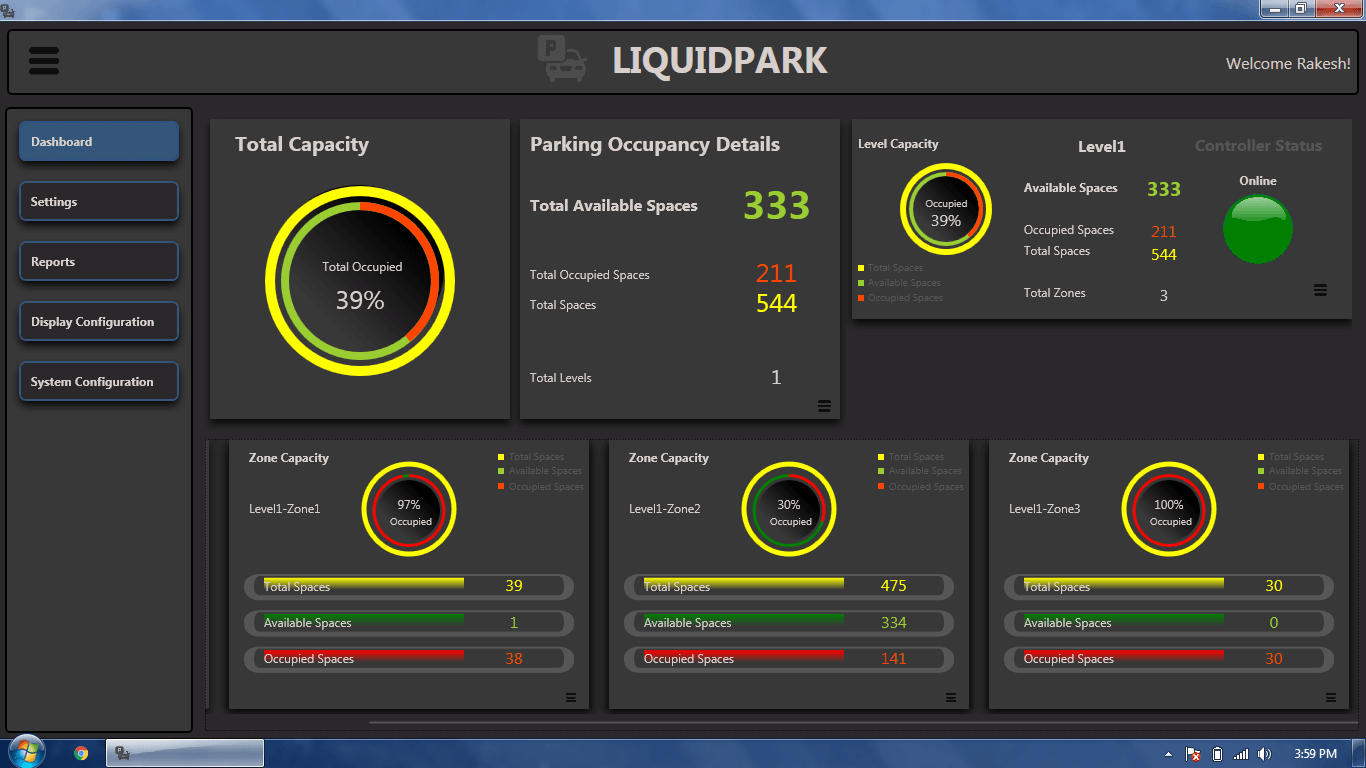 LIQUIDPARK
Welcome Rakesh!
Dashboard
Settings
Reports
Display Configuration
System Configuration
Total Capacity
Total Occupied
39%
Parking Occupancy Details
Total Available Spaces 333
Total Occupied Spaces 211
Total Spaces 544
Total Levels 1
Level Capacity
Level1
Controller Status
Occupied
39%
Total Spaces
Available Spaces
Occupied Spaces
Available Spaces 333
Occupied Spaces 211
Total Spaces 544
Total Zones 3
Online
Zone Capacity
Level1-Zone1
97%
Occupied
Total Spaces
Available Spaces
Occupied Spaces
Total Spaces 39
Available Spaces 1
Occupied Spaces 38
Zone Capacity
Level1-Zone2
30%
Occupied
Total Spaces
Available Spaces
Occupied Spaces
Total Spaces 475
Available Spaces 334
Occupied Spaces 141
Zone Capacity
Level1-Zone3
100%
Occupied
Total Spaces
Available Spaces
Occupied Spaces
Total Spaces 30
Available Spaces 0
Occupied Spaces 30
3:59 PM